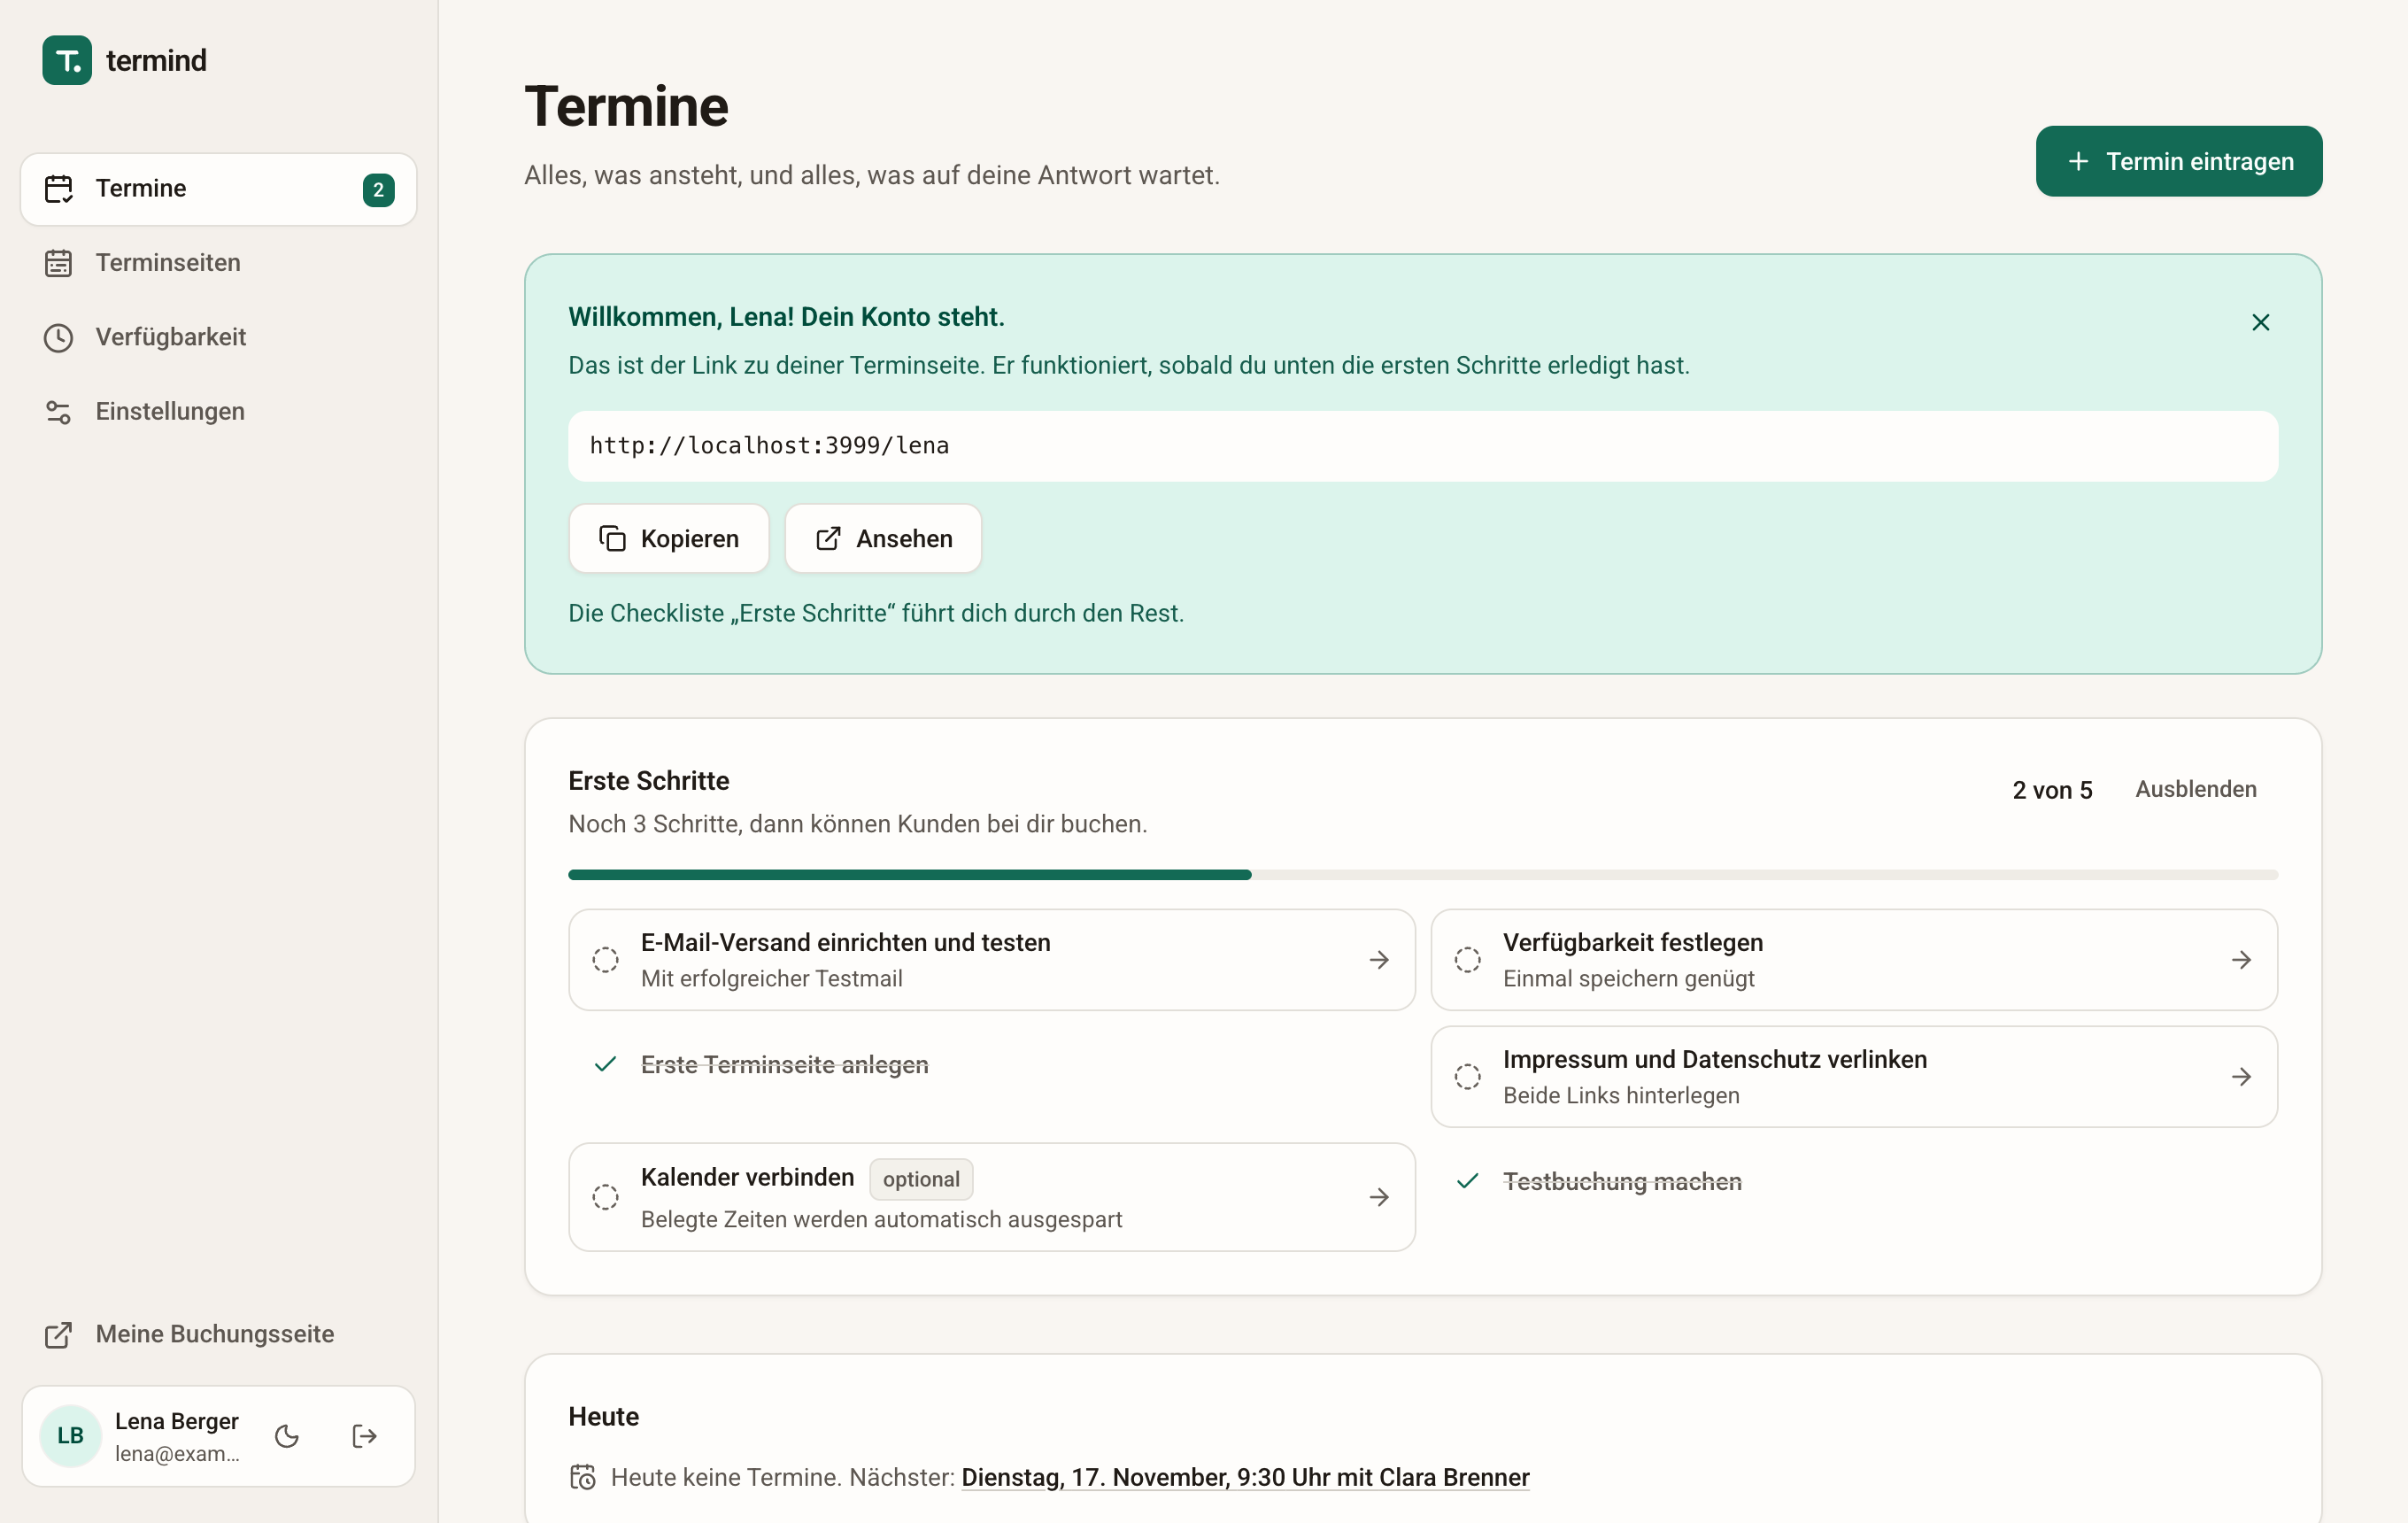 T. termind
Termine 2
Terminseiten
Verfügbarkeit
Einstellungen
Meine Buchungsseite
LB
Lena Berger
lena@exam…
Termine
Alles, was ansteht, und alles, was auf deine Antwort wartet.
Termin eintragen
Willkommen, Lena! Dein Konto steht.
Das ist der Link zu deiner Terminseite. Er funktioniert, sobald du unten die ersten Schritte erledigt hast.
http://localhost:3999/lena
Kopieren
Ansehen
Die Checkliste „Erste Schritte“ führt dich durch den Rest.
Erste Schritte
2 von 5
Ausblenden
Noch 3 Schritte, dann können Kunden bei dir buchen.
E-Mail-Versand einrichten und testen
Mit erfolgreicher Testmail
Verfügbarkeit festlegen
Einmal speichern genügt
Erste Terminseite anlegen
Impressum und Datenschutz verlinken
Beide Links hinterlegen
Kalender verbinden optional
Belegte Zeiten werden automatisch ausgespart
Testbuchung machen
Heute
Heute keine Termine. Nächster: Dienstag, 17. November, 9:30 Uhr mit Clara Brenner